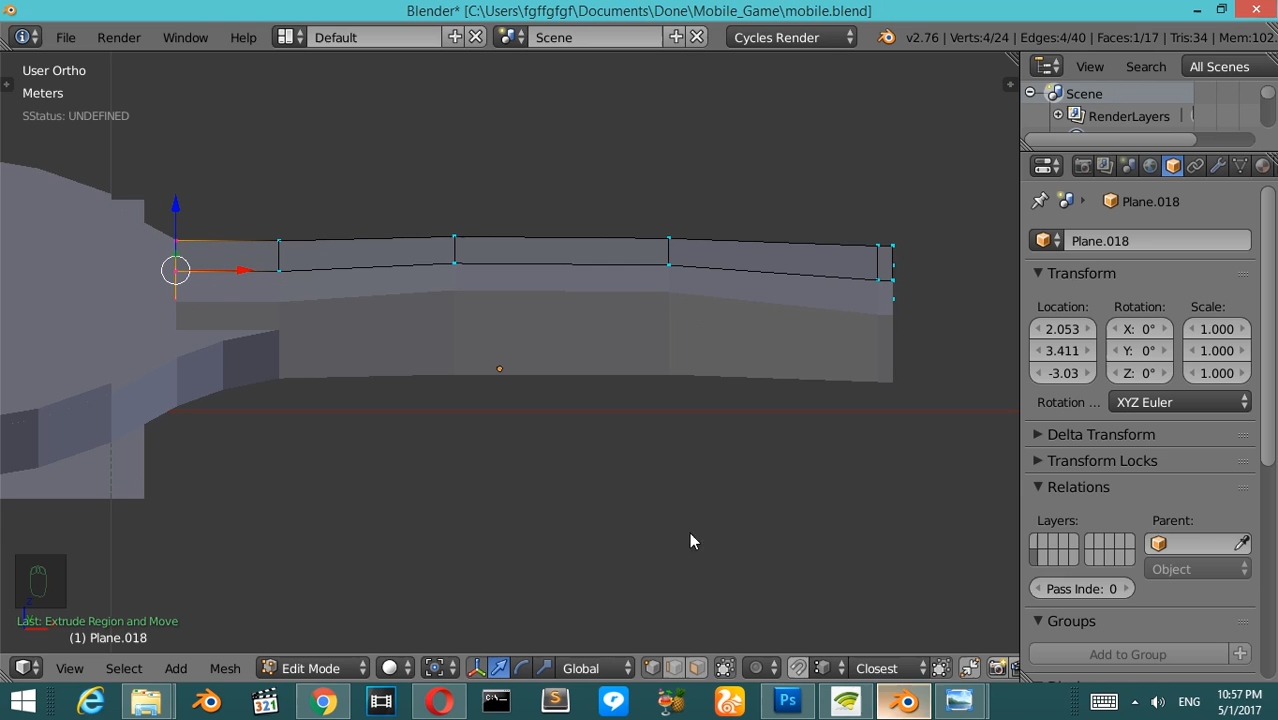 Blender* [C:\Users\fgffgfgf\Documents\Done\Mobile_Game\mobile.blend]
File Render Window Help Default Scene Cycles Render v2.76 | Verts:4/24 | Edges:4/40 | Faces:1/17 | Tris:34 | Mem:102.
User Ortho
Meters
SStatus: UNDEFINED
View Search All Scenes
Scene
RenderLayers
Plane.018
Plane.018
Transform
Location: Rotation: Scale:
2.053 X: 0° 1.000
3.411 Y: 0° 1.000
-3.03 Z: 0° 1.000
Rotation ... XYZ Euler
Delta Transform
Transform Locks
Relations
Layers: Parent:
Object
Pass Inde: 0
Groups
Add to Group
Last: Extrude Region and Move
(1) Plane.018
View Select Add Mesh Edit Mode Global Closest
321
Ps
ENG
10:57 PM
5/1/2017